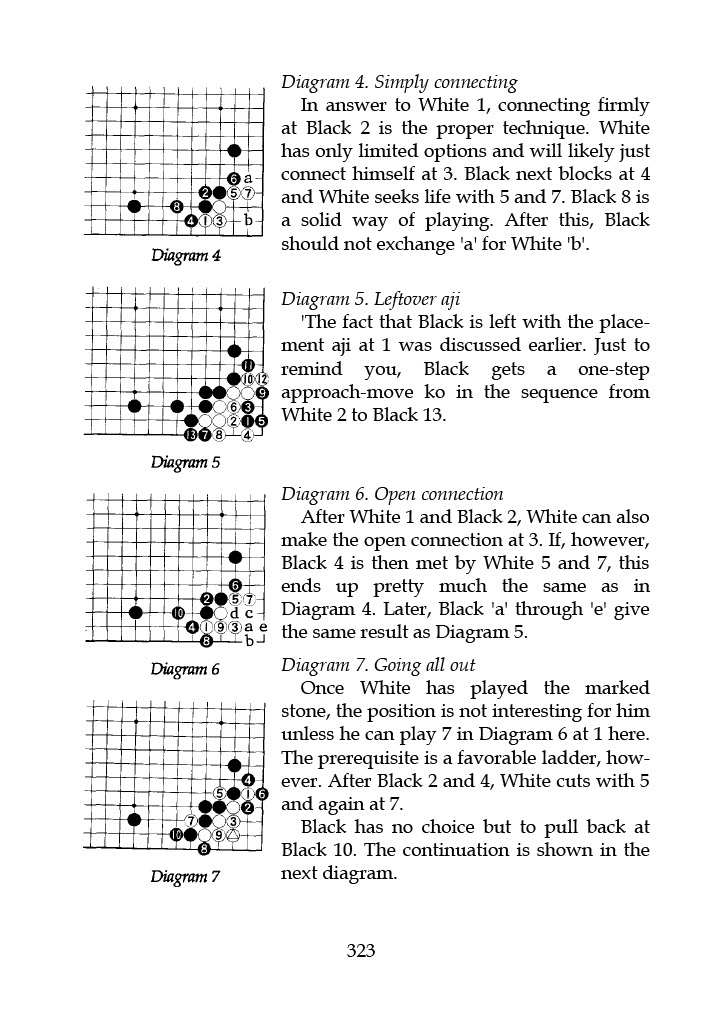 Diagram 4. Simply connecting
In answer to White 1, connecting firmly
at Black 2 is the proper technique. White
has only limited options and will likely just
connect himself at 3. Black next blocks at 4
and White seeks life with 5 and 7. Black 8 is
a solid way of playing. After this, Black
should not exchange 'a' for White 'b'.
6 a
2 5 7
8
4 1 3 b
Diagram 4
Diagram 5. Leftover aji
'The fact that Black is left with the place-
ment aji at 1 was discussed earlier. Just to
remind you, Black gets a one-step
approach-move ko in the sequence from
White 2 to Black 13.
11
10 12
9
6 3
2 1 5
13 7 8 4
Diagram 5
Diagram 6. Open connection
After White 1 and Black 2, White can also
make the open connection at 3. If, however,
Black 4 is then met by White 5 and 7, this
ends up pretty much the same as in
Diagram 4. Later, Black 'a' through 'e' give
the same result as Diagram 5.
6
2 5 7
10 d c
4 1 9 3 a e
8 b
Diagram 6
Diagram 7. Going all out
Once White has played the marked
stone, the position is not interesting for him
unless he can play 7 in Diagram 6 at 1 here.
The prerequisite is a favorable ladder, how-
ever. After Black 2 and 4, White cuts with 5
and again at 7.
Black has no choice but to pull back at
Black 10. The continuation is shown in the
next diagram.
4
5 1 6
2
7 3
10 9
8
Diagram 7
323